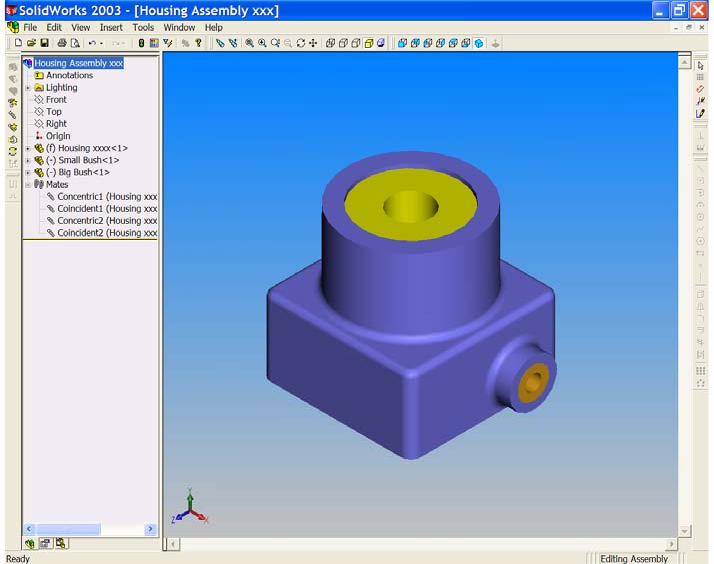 SolidWorks 2003 - [Housing Assembly xxx]
File Edit View Insert Tools Window Help
Housing Assembly xxx
Annotations
Lighting
Front
Top
Right
Origin
(f) Housing xxxx<1>
(-) Small Bush<1>
(-) Big Bush<1>
Mates
Concentric1 (Housing xxx
Coincident1 (Housing xxx
Concentric2 (Housing xxx
Coincident2 (Housing xxx
Y
Z
X
Ready
Editing Assembly